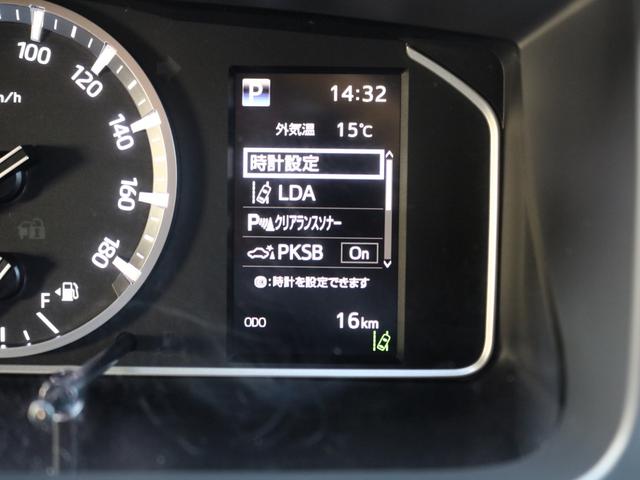 100
120
140
160
180
m/h
F
P 14:32
外気温 15℃
時計設定
LDA
P クリアランスソナー
PKSB On
:時計を設定できます
ODO 16km